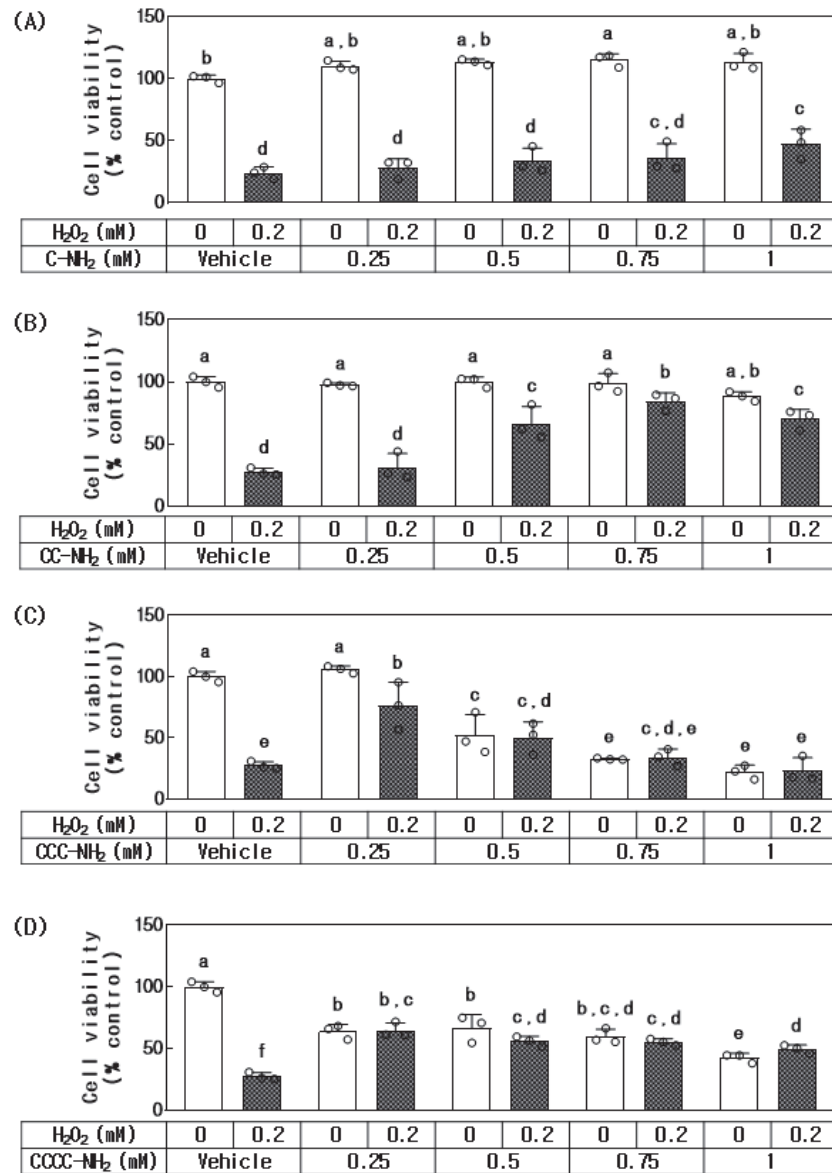 (A)
Cell viability
(% control)
150
100
50
0
b
d
a,b
d
a,b
d
a
c,d
a,b
c
H₂O₂ (mM) 0 0.2 0 0.2 0 0.2 0 0.2 0 0.2
C-NH₂ (mM) Vehicle 0.25 0.5 0.75 1
(B)
Cell viability
(% control)
150
100
50
0
a
d
a
d
a
c
a
b
a,b
c
H₂O₂ (mM) 0 0.2 0 0.2 0 0.2 0 0.2 0 0.2
CC-NH₂ (mM) Vehicle 0.25 0.5 0.75 1
(C)
Cell viability
(% control)
150
100
50
0
a
e
a
b
c
c,d
e
c,d,e
e
e
H₂O₂ (mM) 0 0.2 0 0.2 0 0.2 0 0.2 0 0.2
CCC-NH₂ (mM) Vehicle 0.25 0.5 0.75 1
(D)
Cell viability
(% control)
150
100
50
0
a
f
b
b,c
b
c,d
b,c,d
c,d
e
d
H₂O₂ (mM) 0 0.2 0 0.2 0 0.2 0 0.2 0 0.2
CCCC-NH₂ (mM) Vehicle 0.25 0.5 0.75 1